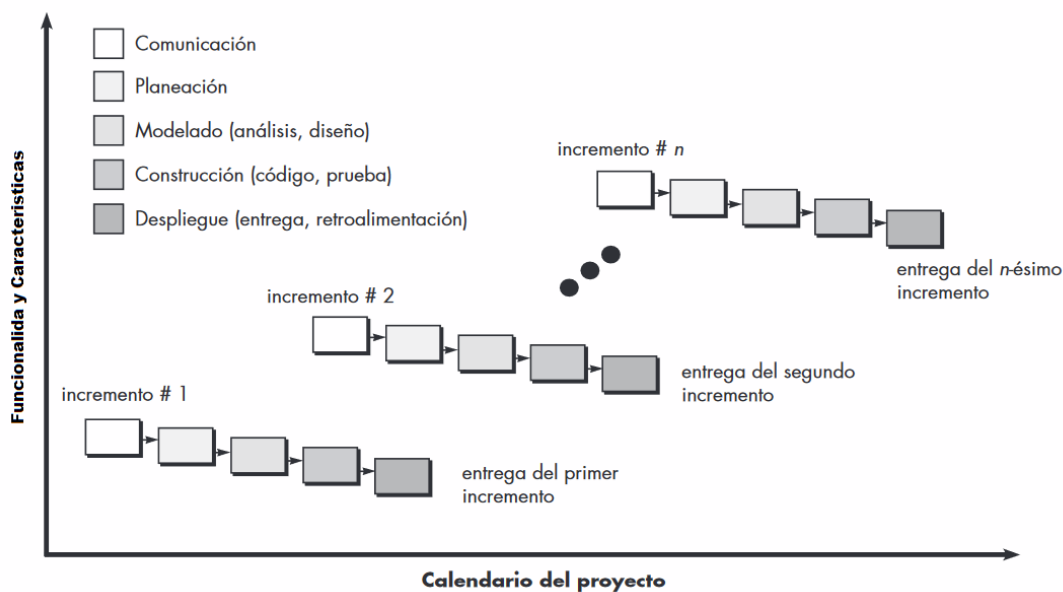 Funcionalida y Características
Comunicación
Planeación
Modelado (análisis, diseño)
Construcción (código, prueba)
Despliegue (entrega, retroalimentación)
incremento # n
entrega del n-ésimo
incremento
incremento # 2
entrega del segundo
incremento
incremento # 1
entrega del primer
incremento
Calendario del proyecto